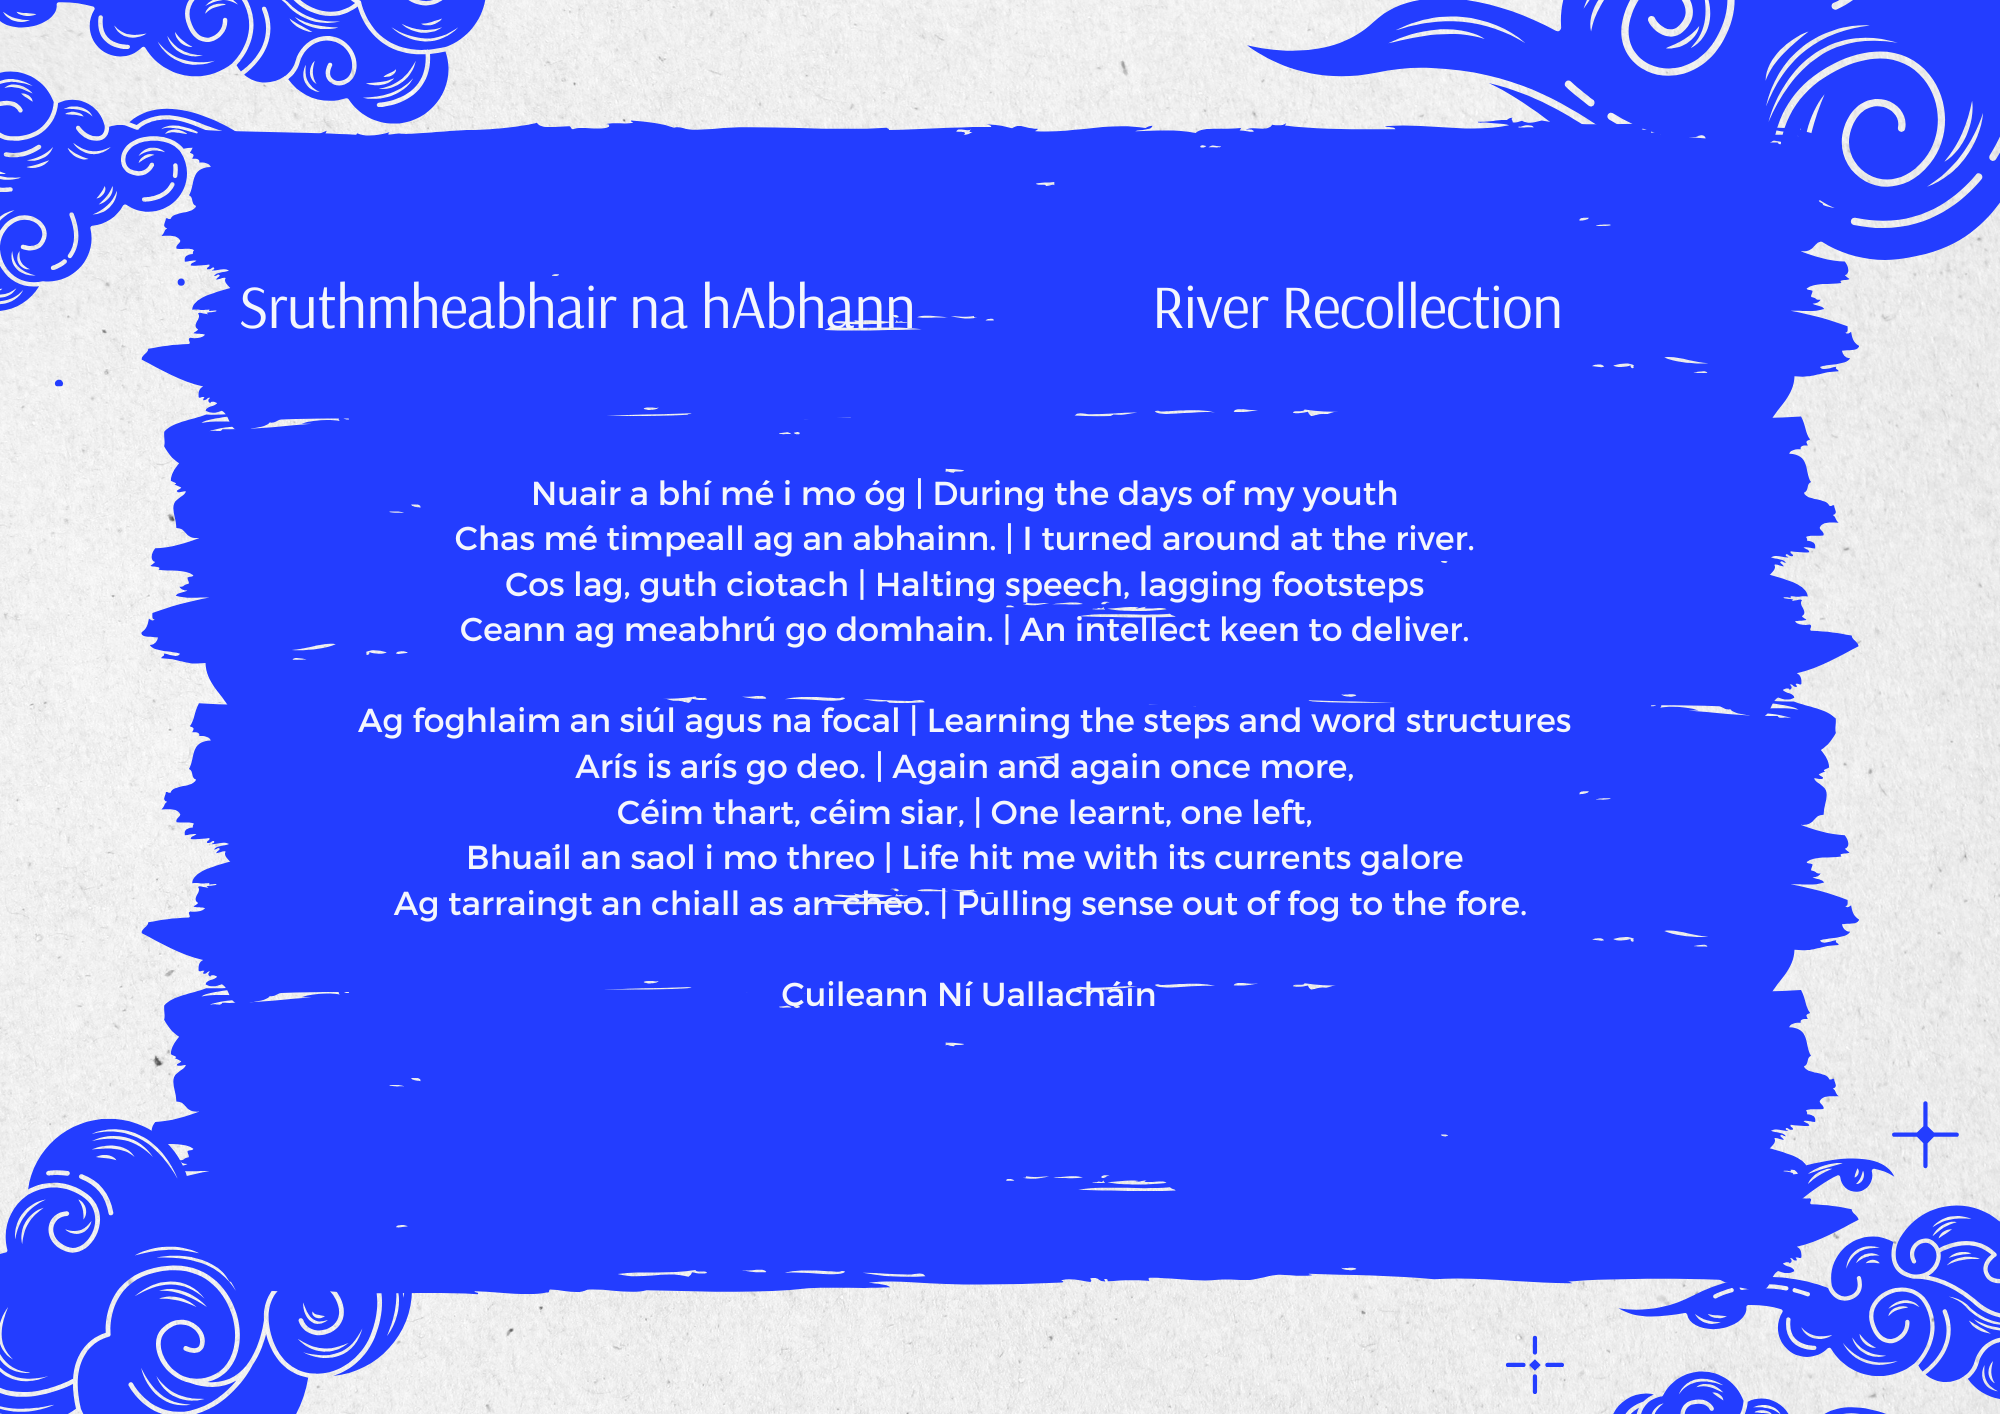 Sruthmheabhair na hAbhann River Recollection
Nuair a bhí mé i mo óg | During the days of my youth
Chas mé timpeall ag an abhainn. | I turned around at the river.
Cos lag, guth ciotach | Halting speech, lagging footsteps
Ceann ag meabhrú go domhain. | An intellect keen to deliver.
Ag foghlaim an siúl agus na focal | Learning the steps and word structures
Arís is arís go deo. | Again and again once more,
Céim thart, céim siar, | One learnt, one left,
Bhuaíl an saol i mo threo | Life hit me with its currents galore
Ag tarraingt an chiall as an cheo. | Pulling sense out of fog to the fore.
Cuileann Ní Uallacháin